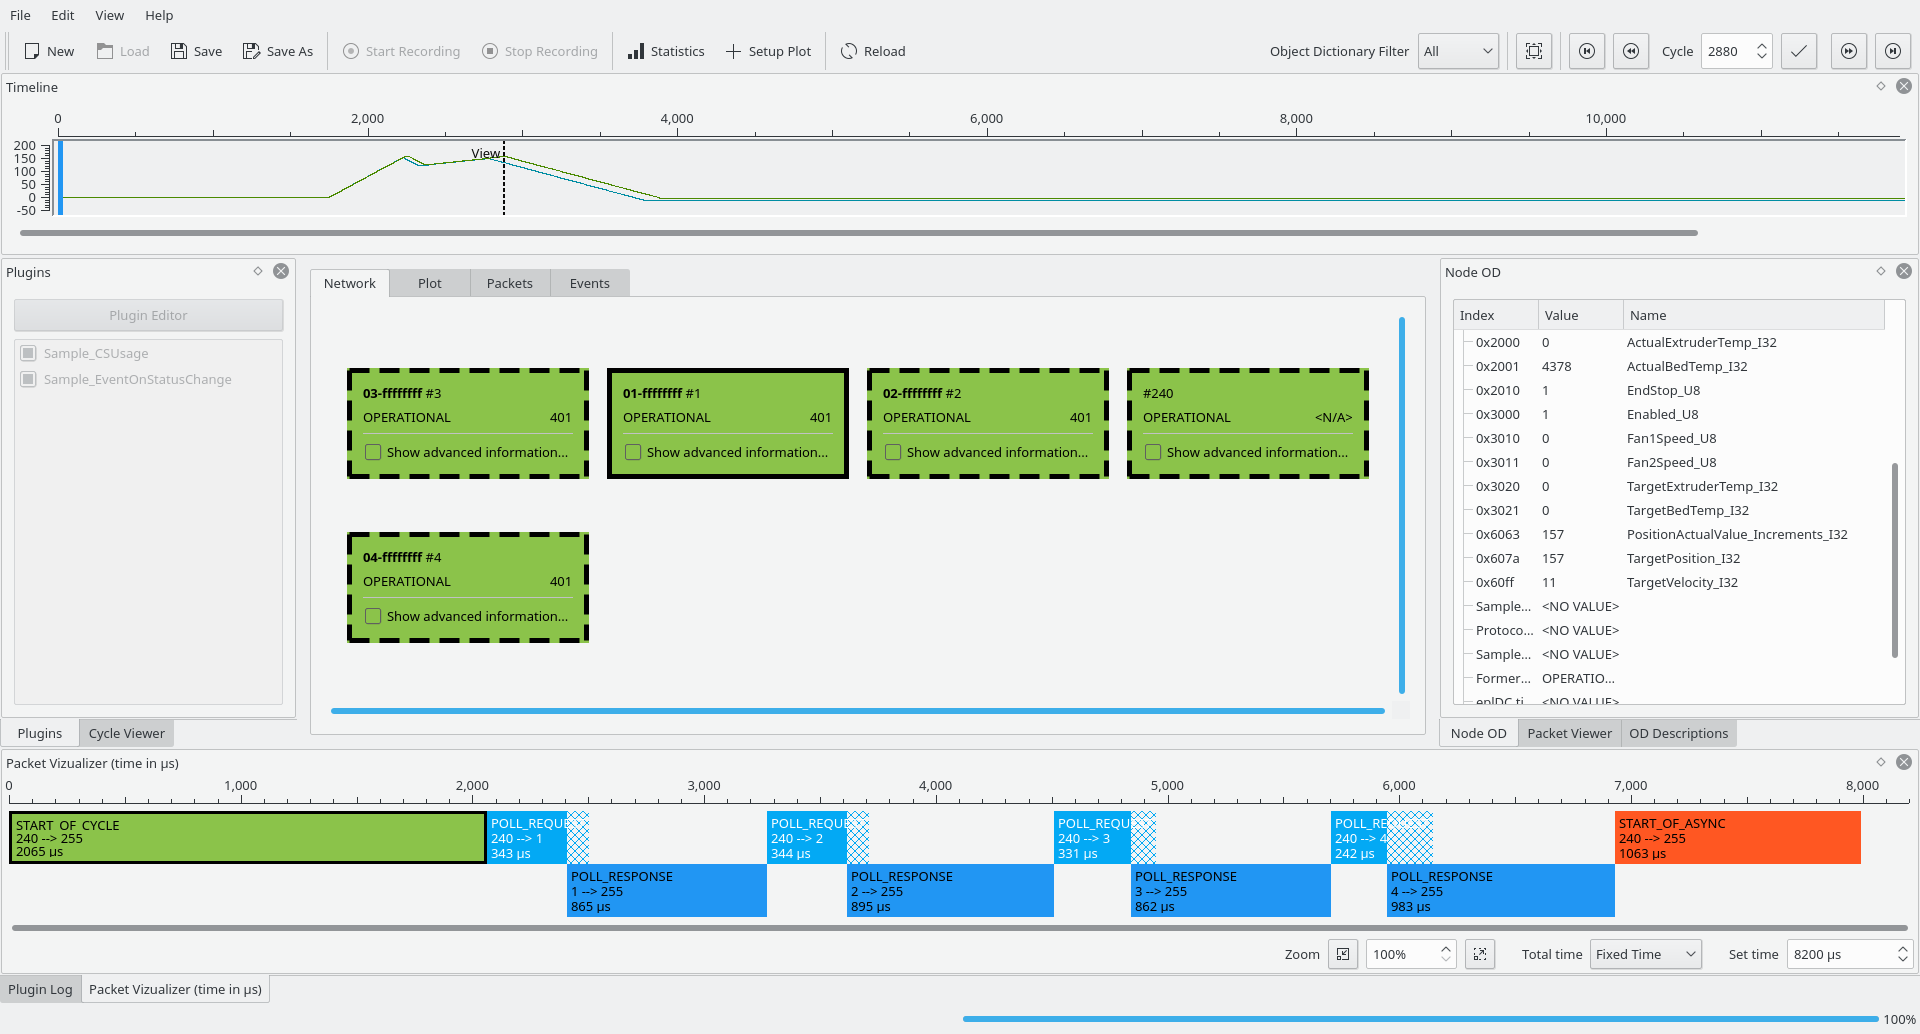 File Edit View Help
New Load Save Save As Start Recording Stop Recording Statistics Setup Plot Reload Object Dictionary Filter All Cycle 2880
Timeline
0 2,000 4,000 6,000 8,000 10,000
200
150
100
50
0
-50
View
Plugins
Plugin Editor
Sample_CSUsage
Sample_EventOnStatusChange
Plugins Cycle Viewer
Network Plot Packets Events
03-ffffffff #3
OPERATIONAL 401
Show advanced information...
01-ffffffff #1
OPERATIONAL 401
Show advanced information...
02-ffffffff #2
OPERATIONAL 401
Show advanced information...
#240
OPERATIONAL <N/A>
Show advanced information...
04-ffffffff #4
OPERATIONAL 401
Show advanced information...
Node OD
Index Value Name
0x2000 0 ActualExtruderTemp_I32
0x2001 4378 ActualBedTemp_I32
0x2010 1 EndStop_U8
0x3000 1 Enabled_U8
0x3010 0 Fan1Speed_U8
0x3011 0 Fan2Speed_U8
0x3020 0 TargetExtruderTemp_I32
0x3021 0 TargetBedTemp_I32
0x6063 157 PositionActualValue_Increments_I32
0x607a 157 TargetPosition_I32
0x60ff 11 TargetVelocity_I32
Sample... <NO VALUE>
Protoco... <NO VALUE>
Sample... <NO VALUE>
Former... OPERATIO...
eplDC.ti <NO VALUE>
Node OD Packet Viewer OD Descriptions
Packet Vizualizer (time in µs)
0 1,000 2,000 3,000 4,000 5,000 6,000 7,000 8,000
START_OF_CYCLE
240 --> 255
2065 µs
POLL_REQUE
240 --> 1
343 µs
POLL_RESPONSE
1 --> 255
865 µs
POLL_REQUE
240 --> 2
344 µs
POLL_RESPONSE
2 --> 255
895 µs
POLL_REQU
240 --> 3
331 µs
POLL_RESPONSE
3 --> 255
862 µs
POLL_RE
240 --> 4
242 µs
POLL_RESPONSE
4 --> 255
983 µs
START_OF_ASYNC
240 --> 255
1063 µs
Zoom 100% Total time Fixed Time Set time 8200 µs
Plugin Log Packet Vizualizer (time in µs)
100%